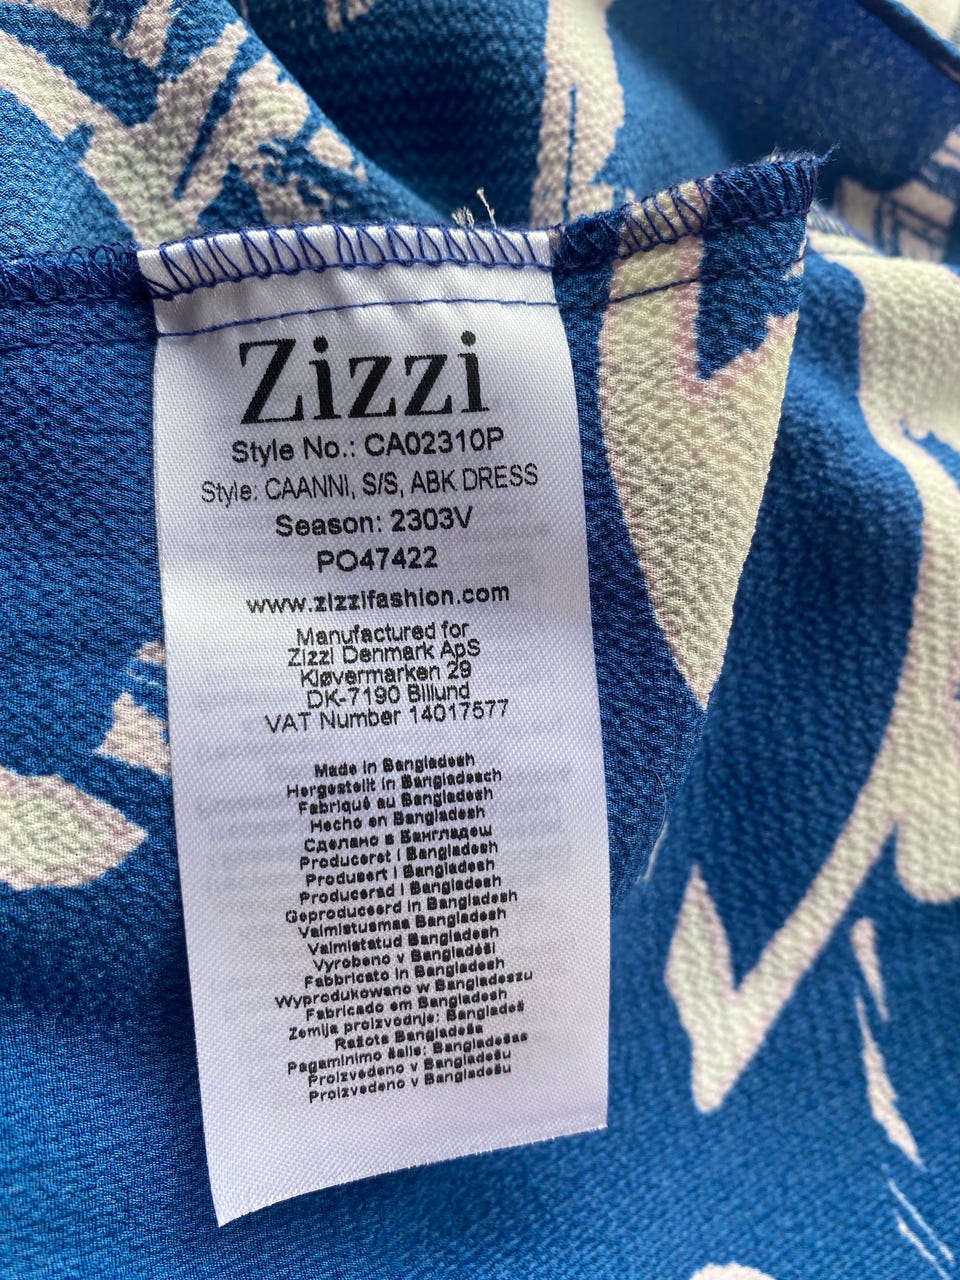 Zizzi
Style No.: CA02310P
Style: CAANNI, S/S, ABK DRESS
Season: 2303V
PO47422
www.zizzifashion.com
Manufactured for
Zizzi Denmark ApS
Kløvermarken 29
DK-7190 Billund
VAT Number 14017577
Made in Bangladesh
Hergestellt in Bangladesch
Fabriqué au Bangladesh
Hecho en Bangladesh
Сделано в Бангладеш
Produceret i Bangladesh
Produsert i Bangladesh
Producerad i Bangladesh
Geproduceerd in Bangladesh
Valmistusmaa Bangladesh
Valmistatud Bangladesh
Vyrobeno v Bangladéši
Fabbricato in Bangladesh
Wyprodukowano w Bangladeszu
Fabricado em Bangladesh
Zemlja proizvodnje: Bangladeš
Ražots Bangladeša
Pagaminimo šalis: Bangladešas
Proizvedeno v Bangladešu
Proizvedeno v Bangladešu